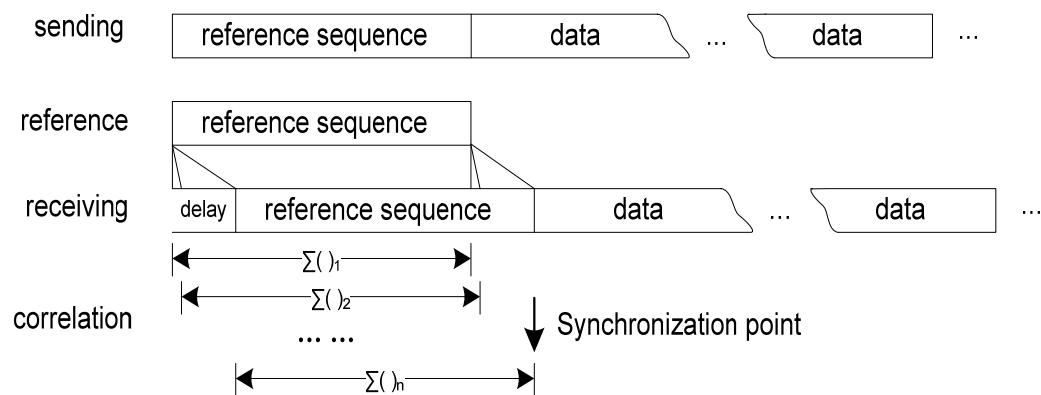 sending reference sequence data ... data ...
reference reference sequence
receiving delay reference sequence data ... data ...
∑( )₁
∑( )₂
correlation ... ... Synchronization point
∑( )ₙ